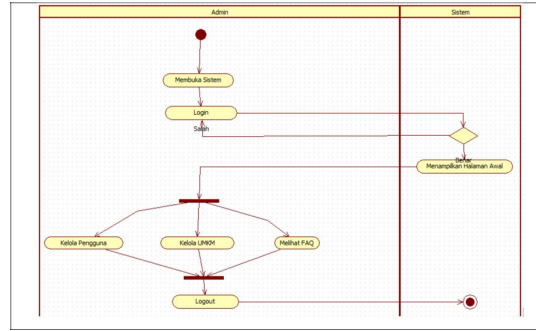 Admin
Sistem
Membuka Sistem
Login
Salah
Benar
Menampilkan Halaman Awal
Kelola Pengguna
Kelola UMKM
Melihat FAQ
Logout